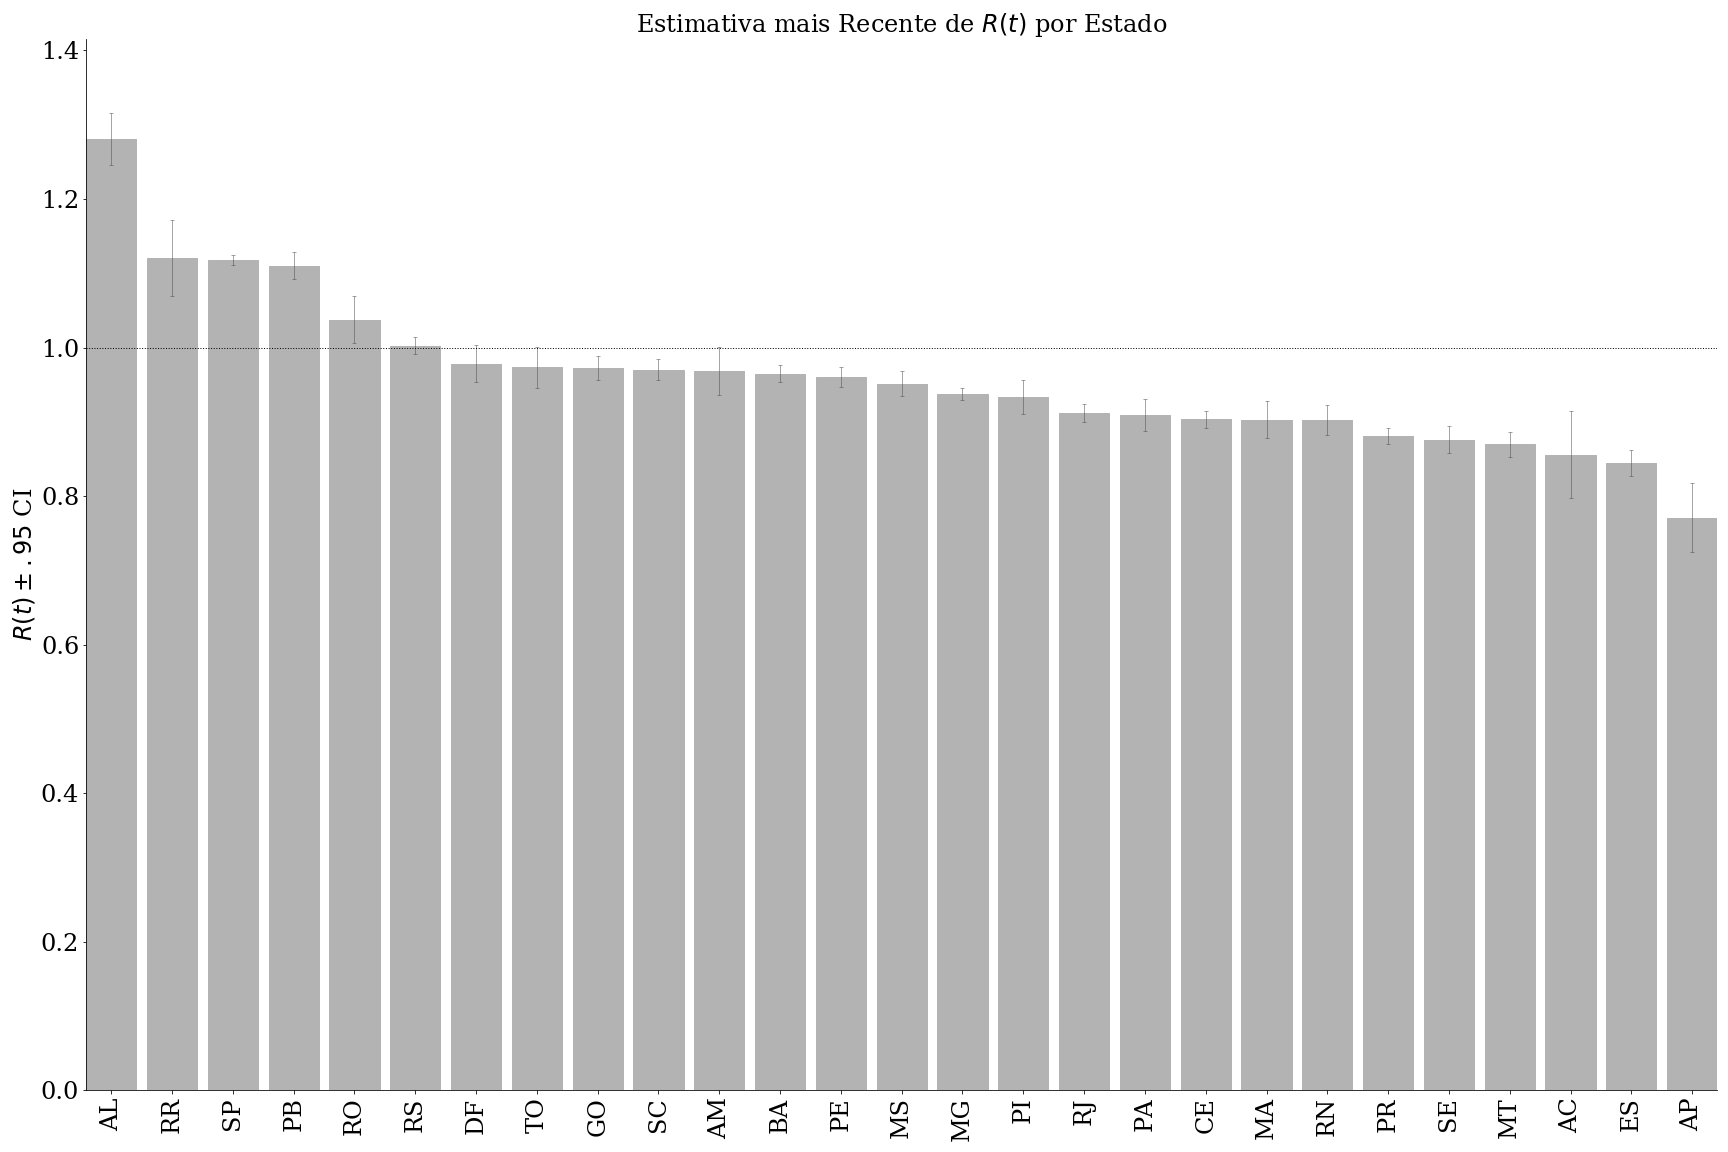 Estimativa mais Recente de R(t) por Estado
R(t) ± .95 CI
1.4
1.2
1.0
0.8
0.6
0.4
0.2
0.0
AL RR SP PB RO RS DF TO GO SC AM BA PE MS MG PI RJ PA CE MA RN PR SE MT AC ES AP